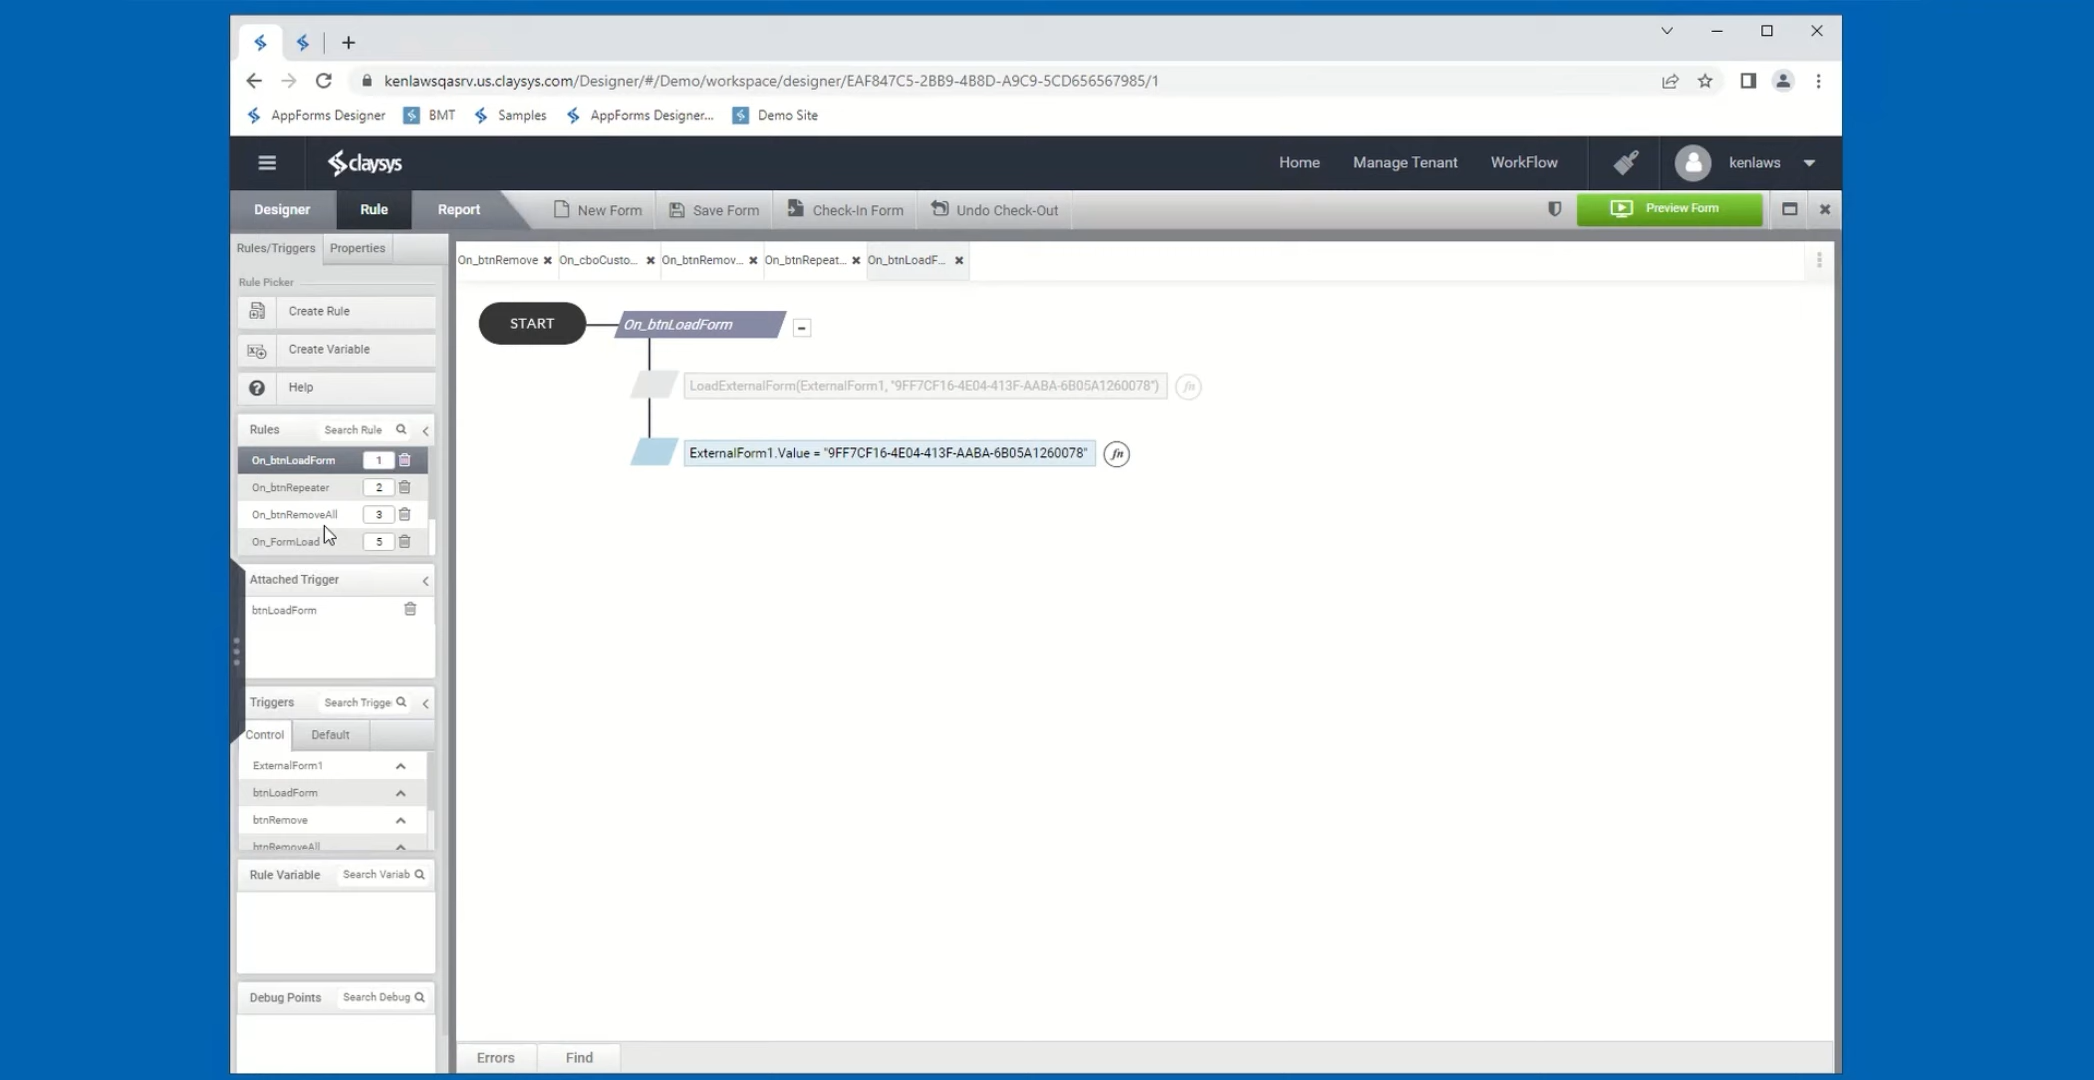 kenlawsqasrv.us.claysys.com/Designer/#/Demo/workspace/designer/EAF847C5-2BB9-4B8D-A9C9-5CD656567985/1
AppForms Designer BMT Samples AppForms Designer... Demo Site
claysys Home Manage Tenant WorkFlow kenlaws
Designer Rule Report New Form Save Form Check-In Form Undo Check-Out Preview Form
Rules/Triggers Properties
On_btnRemove On_cboCusto... On_btnRemov... On_btnRepeat... On_btnLoadF...
Rule Picker
Create Rule
Create Variable
Help
START On_btnLoadForm
LoadExternalForm(ExternalForm1, "9FF7CF16-4E04-413F-AABA-6B05A1260078") fn
ExternalForm1.Value = "9FF7CF16-4E04-413F-AABA-6B05A1260078" fn
Rules Search Rule
On_btnLoadForm 1
On_btnRepeater 2
On_btnRemoveAll 3
On_FormLoad 5
Attached Trigger
btnLoadForm
Triggers Search Trigge
Control Default
ExternalForm1
btnLoadForm
btnRemove
btnRemoveAll
Rule Variable Search Variab
Debug Points Search Debug
Errors Find